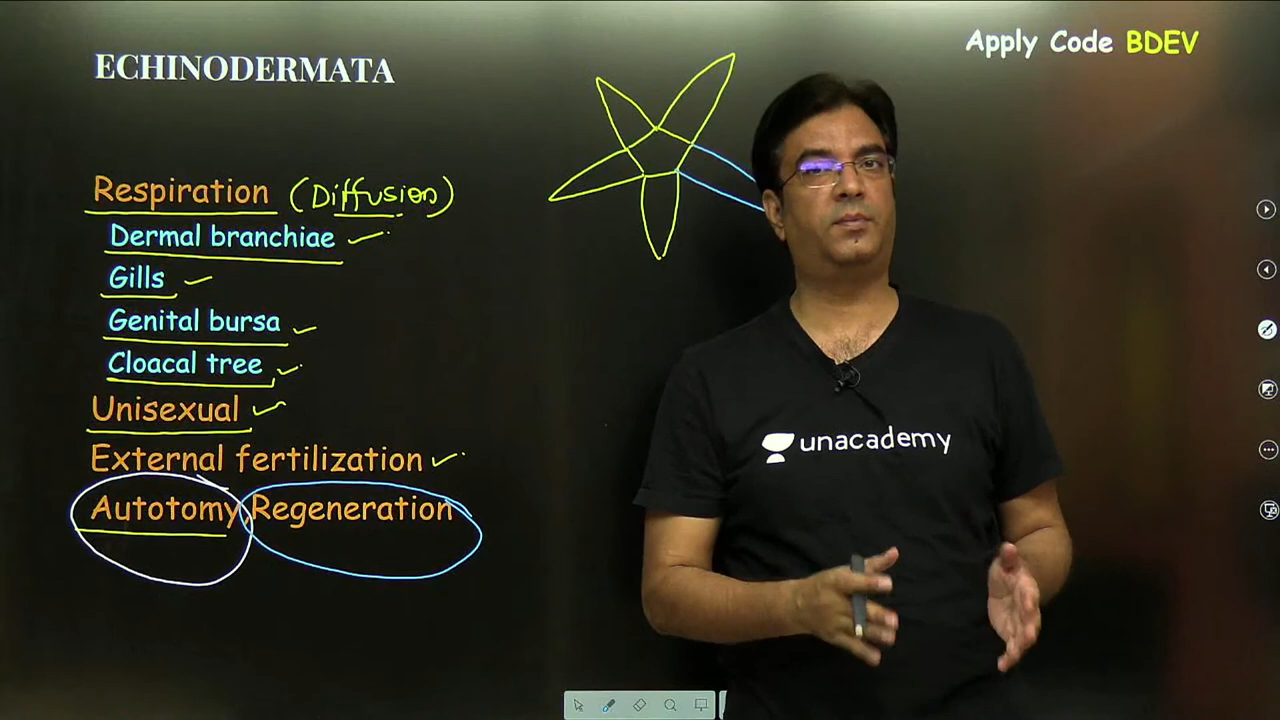 Apply Code BDEV
ECHINODERMATA
Respiration (Diffusion)
Dermal branchiae
Gills
Genital bursa
Cloacal tree
Unisexual
External fertilization
Autotomy, Regeneration
unacademy